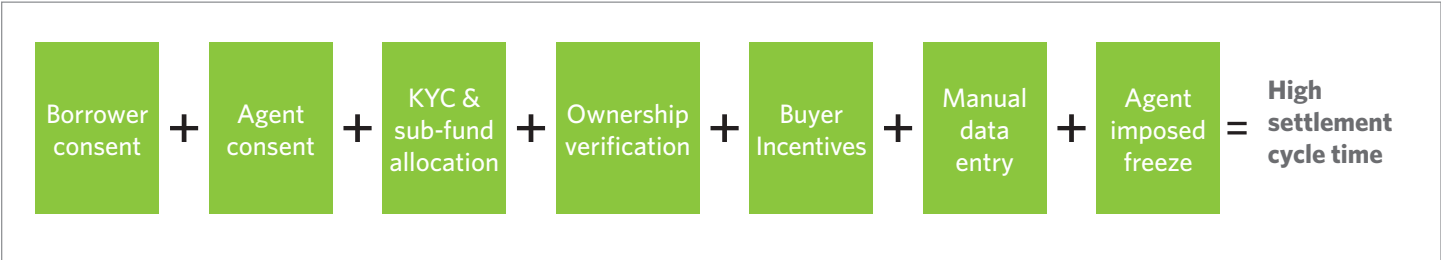 Borrower
consent
+
Agent
consent
+
KYC &
sub-fund
allocation
+
Ownership
verification
+
Buyer
Incentives
+
Manual
data
entry
+
Agent
imposed
freeze
=
High
settlement
cycle time